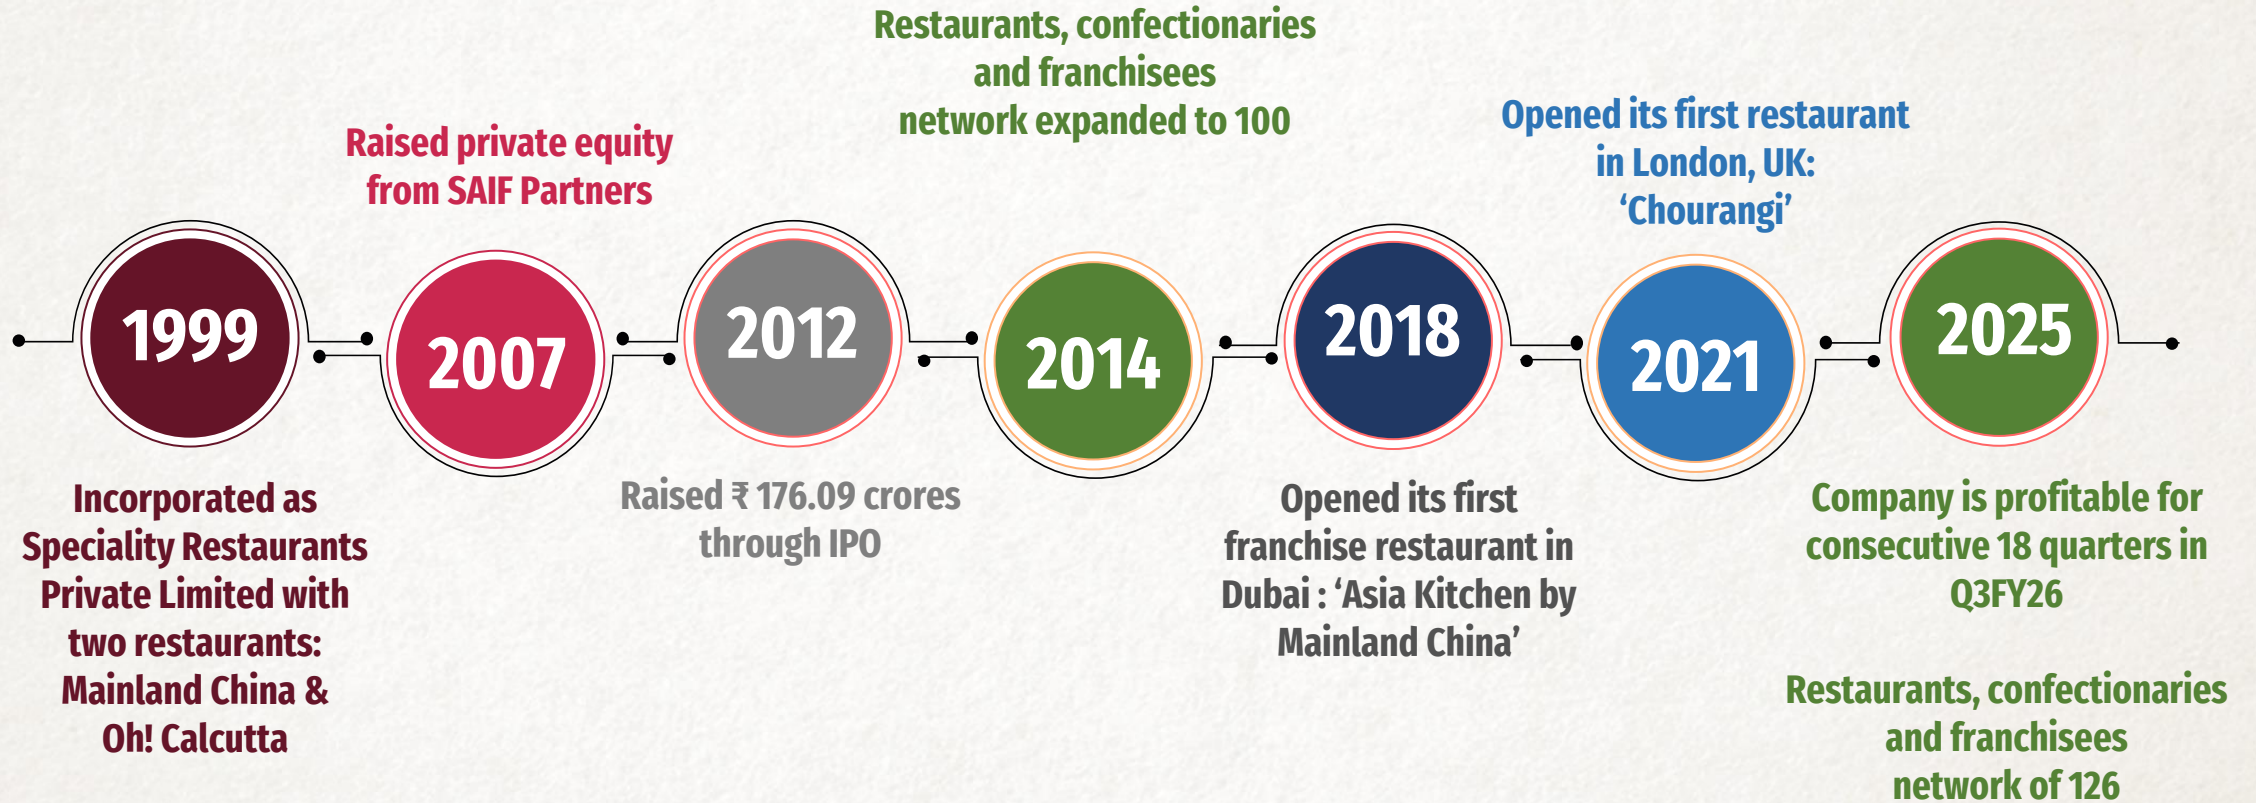 1999
Incorporated as
Speciality Restaurants
Private Limited with
two restaurants:
Mainland China &
Oh! Calcutta
Raised private equity
from SAIF Partners
2007
2012
Raised ₹ 176.09 crores
through IPO
Restaurants, confectionaries
and franchisees
network expanded to 100
2014
2018
Opened its first
franchise restaurant in
Dubai : ‘Asia Kitchen by
Mainland China’
Opened its first restaurant
in London, UK:
‘Chourangi’
2021
2025
Company is profitable for
consecutive 18 quarters in
Q3FY26
Restaurants, confectionaries
and franchisees
network of 126